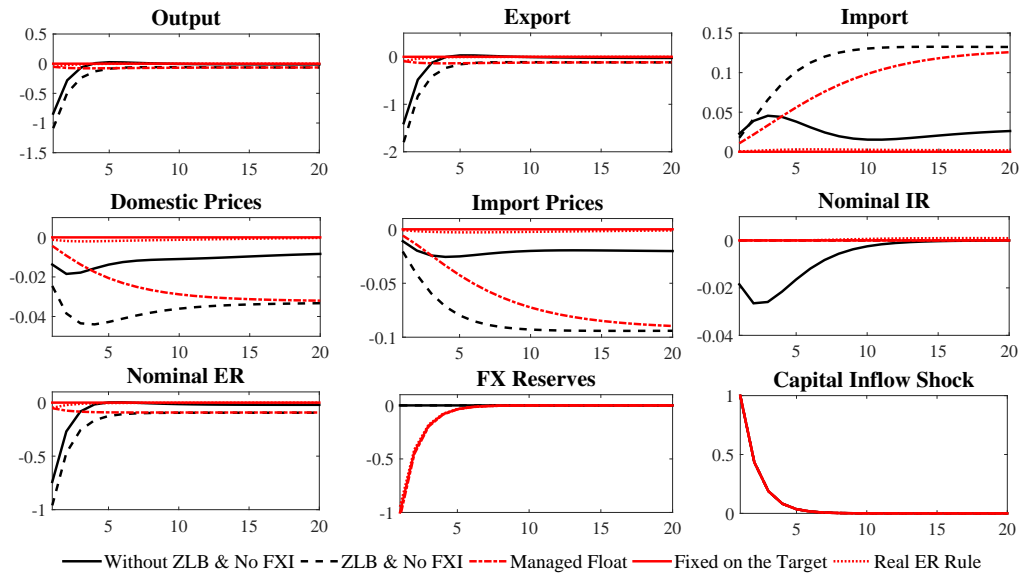 Output
0.5
0
-0.5
-1
-1.5
5 10 15 20
Export
0
-1
-2
5 10 15 20
Import
0.15
0.1
0.05
0
5 10 15 20
Domestic Prices
0
-0.02
-0.04
5 10 15 20
Import Prices
0
-0.05
-0.1
5 10 15 20
Nominal IR
0
-0.02
-0.04
5 10 15 20
Nominal ER
0
-0.5
-1
5 10 15 20
FX Reserves
0
-0.5
-1
5 10 15 20
Capital Inflow Shock
1
0.5
0
5 10 15 20
Without ZLB & No FXI ZLB & No FXI Managed Float Fixed on the Target Real ER Rule